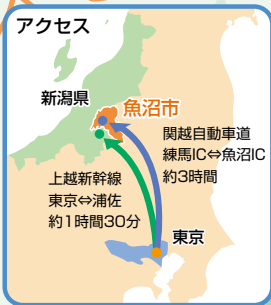 アクセス
新潟県
魚沼市
関越自動車道
練馬IC⇔魚沼IC
約3時間
上越新幹線
東京⇔浦佐
約1時間30分
東京